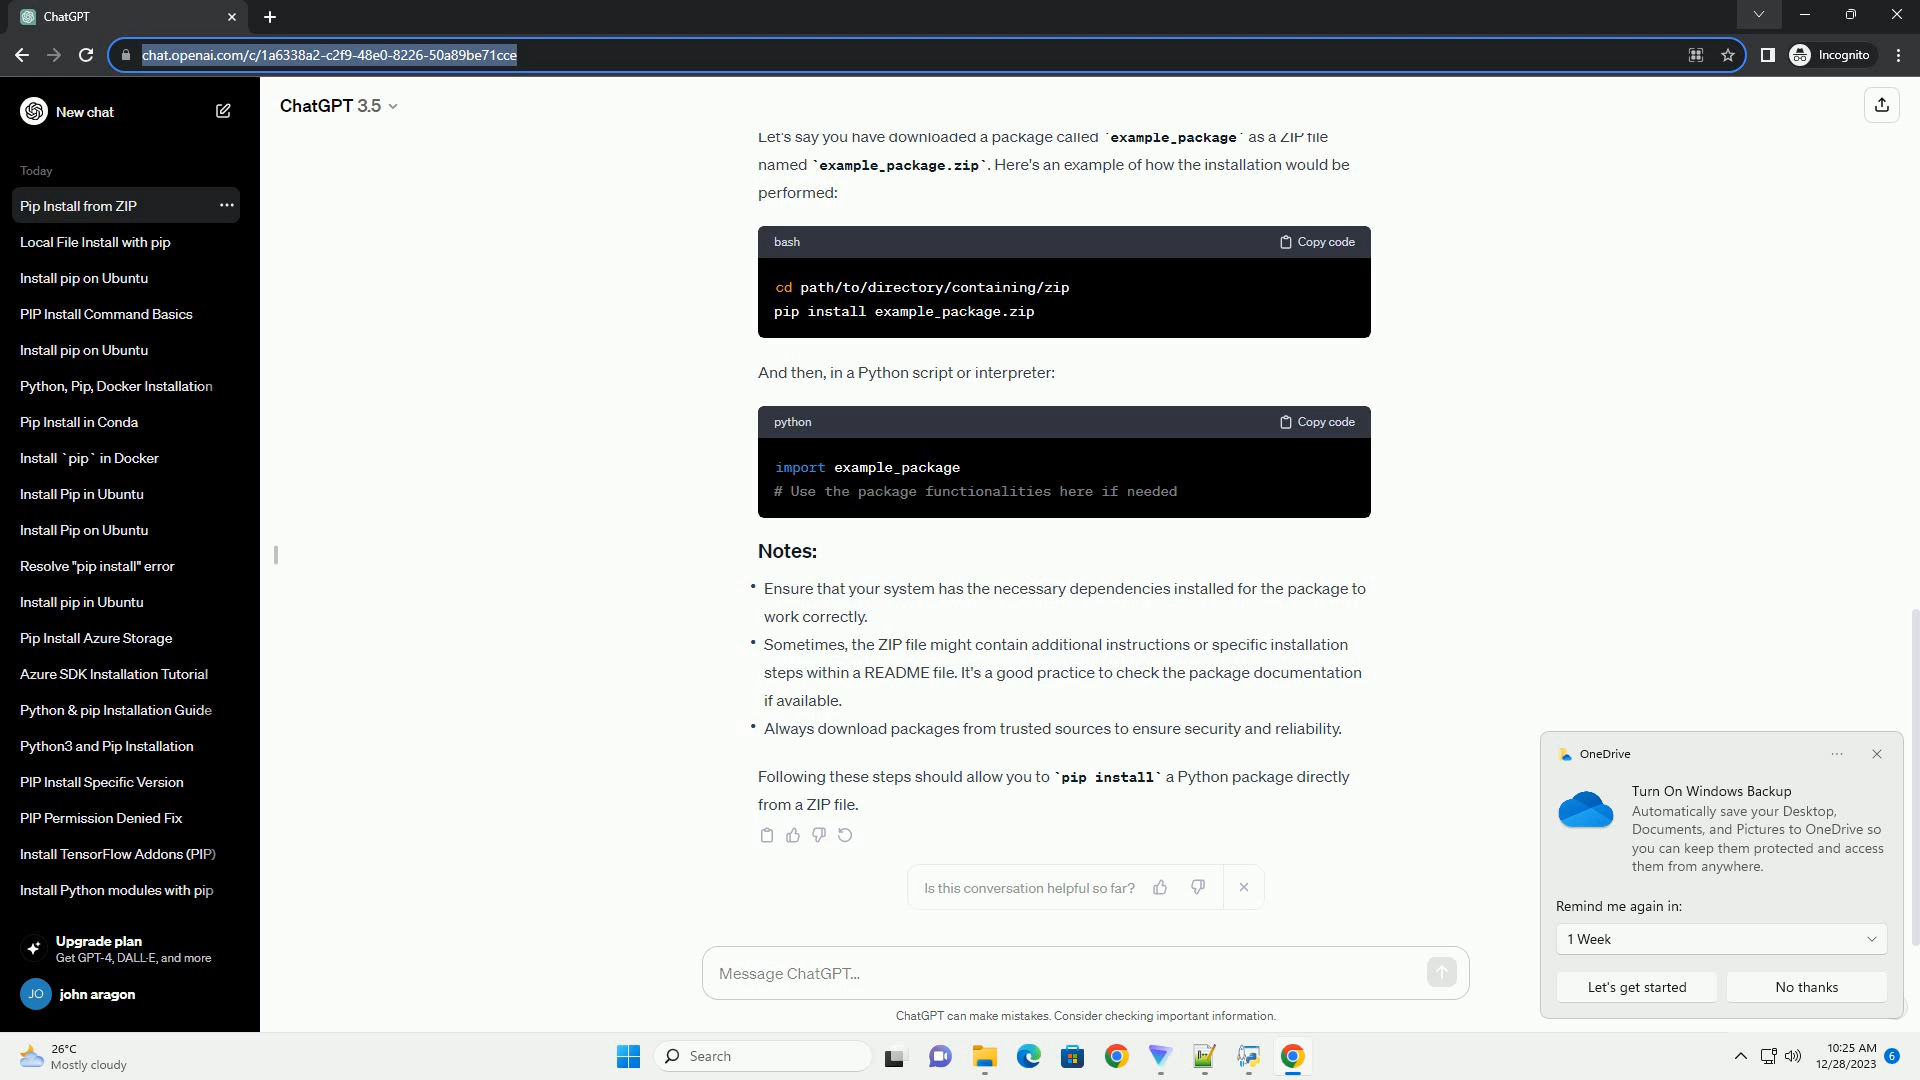 ChatGPT
chat.openai.com/c/1a6338a2-c2f9-48e0-8226-50a89be71cce
Incognito
New chat
Today
Pip Install from ZIP
Local File Install with pip
Install pip on Ubuntu
PIP Install Command Basics
Install pip on Ubuntu
Python, Pip, Docker Installation
Pip Install in Conda
Install `pip` in Docker
Install Pip in Ubuntu
Install Pip on Ubuntu
Resolve "pip install" error
Install pip in Ubuntu
Pip Install Azure Storage
Azure SDK Installation Tutorial
Python & pip Installation Guide
Python3 and Pip Installation
PIP Install Specific Version
PIP Permission Denied Fix
Install TensorFlow Addons (PIP)
Install Python modules with pip
Upgrade plan
Get GPT-4, DALL·E, and more
JO
john aragon
ChatGPT 3.5
Let's say you have downloaded a package called `example_package` as a ZIP file
named `example_package.zip`. Here's an example of how the installation would be
performed:
bash
Copy code
cd path/to/directory/containing/zip
pip install example_package.zip
And then, in a Python script or interpreter:
python
Copy code
import example_package
# Use the package functionalities here if needed
Notes:
• Ensure that your system has the necessary dependencies installed for the package to
work correctly.
• Sometimes, the ZIP file might contain additional instructions or specific installation
steps within a README file. It's a good practice to check the package documentation
if available.
• Always download packages from trusted sources to ensure security and reliability.
Following these steps should allow you to `pip install` a Python package directly
from a ZIP file.
Is this conversation helpful so far?
Message ChatGPT...
ChatGPT can make mistakes. Consider checking important information.
OneDrive
Turn On Windows Backup
Automatically save your Desktop,
Documents, and Pictures to OneDrive so
you can keep them protected and access
them from anywhere.
Remind me again in:
1 Week
Let's get started
No thanks
26°C
Mostly cloudy
Search
10:25 AM
12/28/2023
6